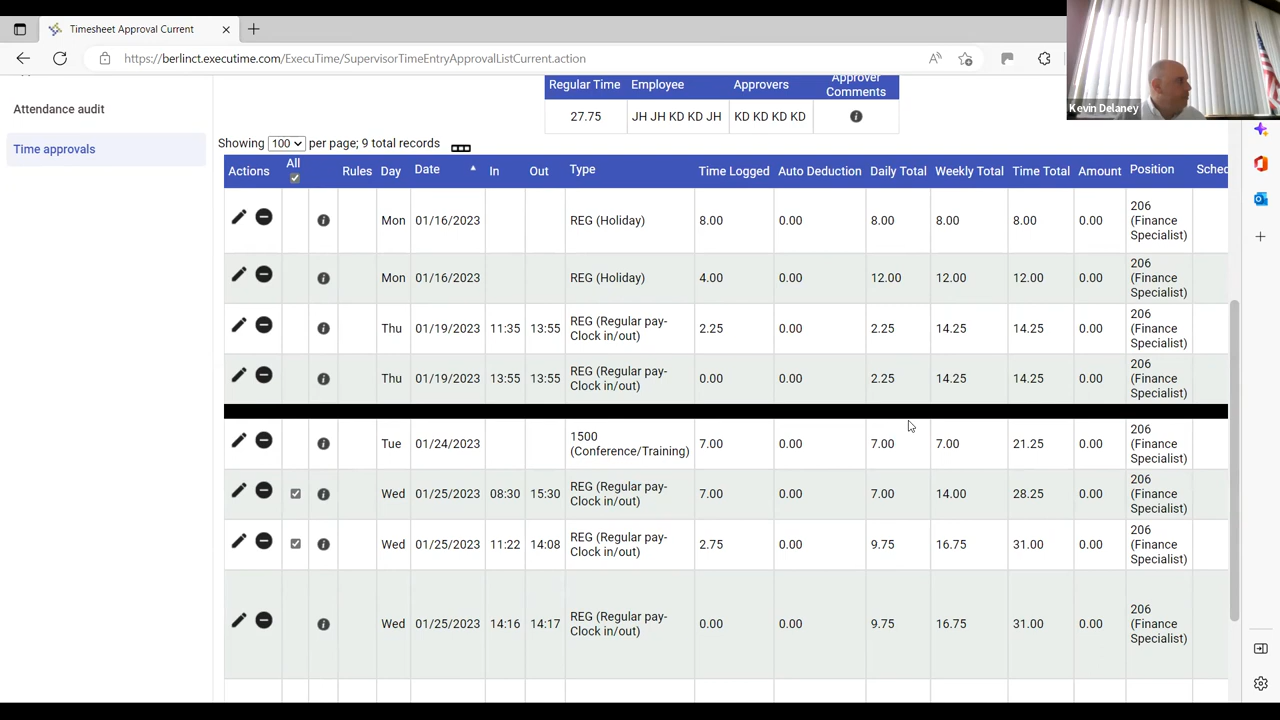 Timesheet Approval Current
https://berlinct.executime.com/ExecuTime/SupervisorTimeEntryApprovalListCurrent.action
Kevin Delaney
Attendance audit
Time approvals
Regular Time Employee Approvers Approver Comments
27.75 JH JH KD KD JH KD KD KD KD
Showing 100 per page; 9 total records
Actions All Rules Day Date In Out Type Time Logged Auto Deduction Daily Total Weekly Total Time Total Amount Position Sched
Mon 01/16/2023 REG (Holiday) 8.00 0.00 8.00 8.00 8.00 0.00 206 (Finance Specialist)
Mon 01/16/2023 REG (Holiday) 4.00 0.00 12.00 12.00 12.00 0.00 206 (Finance Specialist)
Thu 01/19/2023 11:35 13:55 REG (Regular pay-Clock in/out) 2.25 0.00 2.25 14.25 14.25 0.00 206 (Finance Specialist)
Thu 01/19/2023 13:55 13:55 REG (Regular pay-Clock in/out) 0.00 0.00 2.25 14.25 14.25 0.00 206 (Finance Specialist)
Tue 01/24/2023 1500 (Conference/Training) 7.00 0.00 7.00 7.00 21.25 0.00 206 (Finance Specialist)
Wed 01/25/2023 08:30 15:30 REG (Regular pay-Clock in/out) 7.00 0.00 7.00 14.00 28.25 0.00 206 (Finance Specialist)
Wed 01/25/2023 11:22 14:08 REG (Regular pay-Clock in/out) 2.75 0.00 9.75 16.75 31.00 0.00 206 (Finance Specialist)
Wed 01/25/2023 14:16 14:17 REG (Regular pay-Clock in/out) 0.00 0.00 9.75 16.75 31.00 0.00 206 (Finance Specialist)